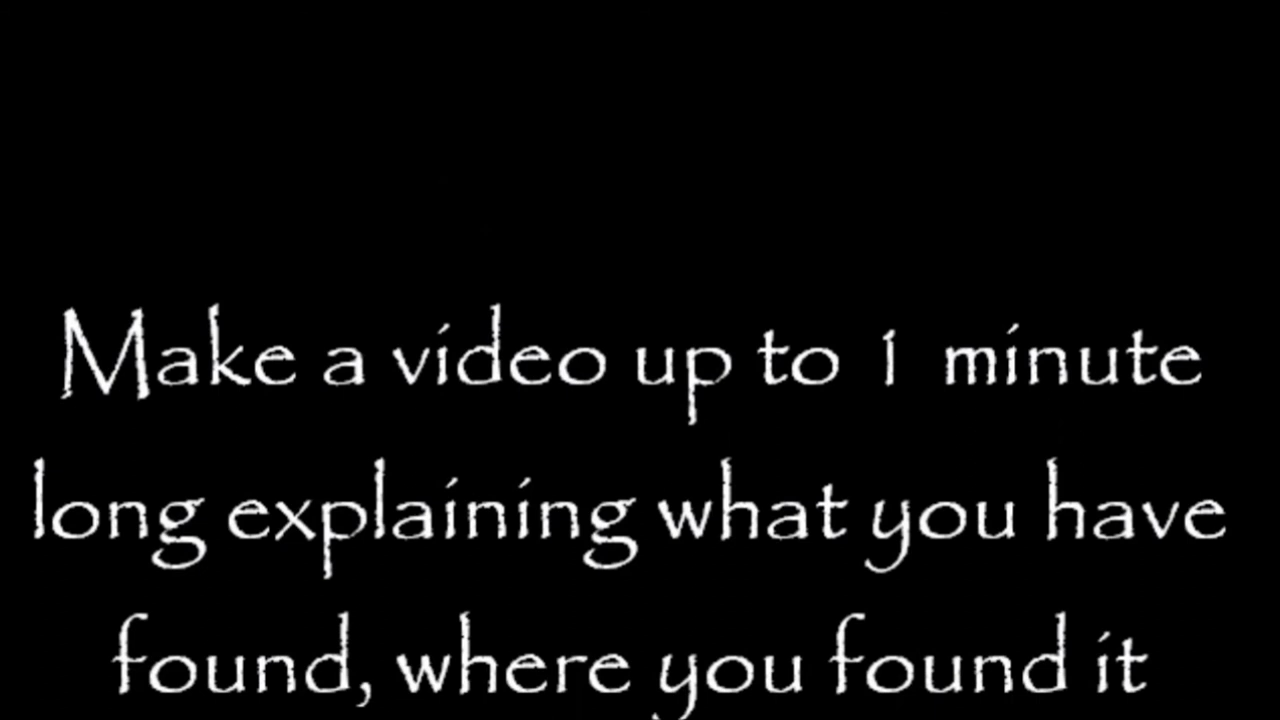 Make a video up to 1 minute
long explaining what you have
found, where you found it